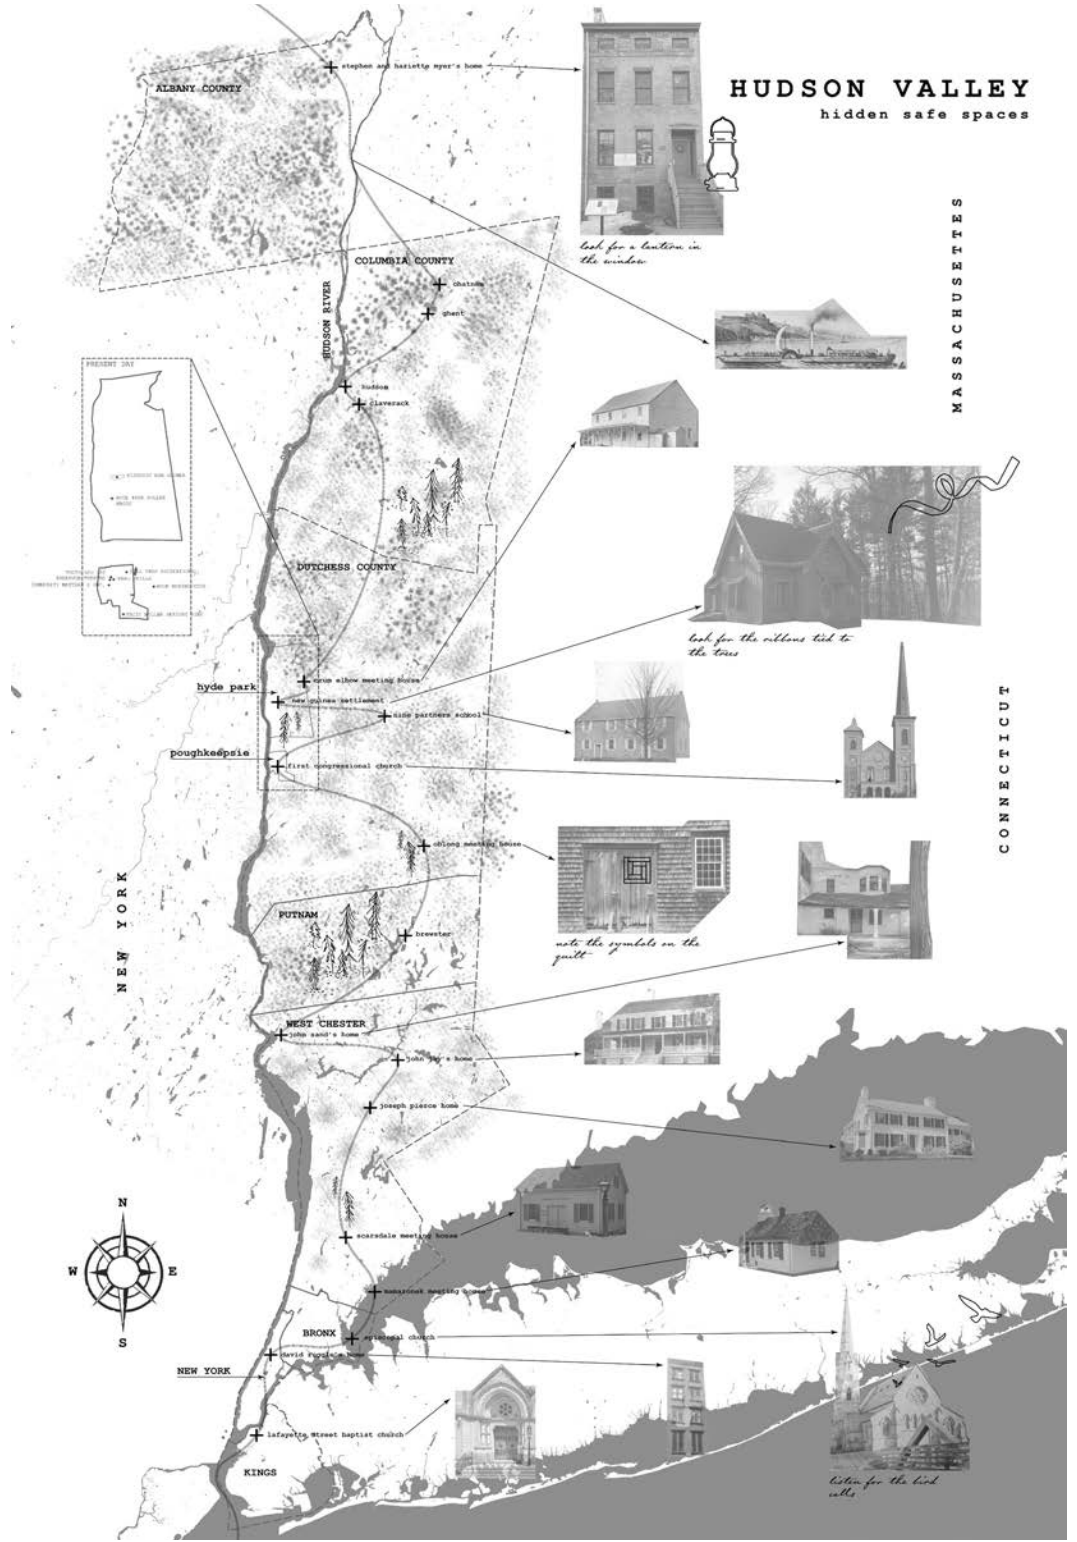 HUDSON VALLEY
hidden safe spaces
stephen and hariette myer's home
ALBANY COUNTY
look for a lantern in
the window
MASSACHUSETTES
COLUMBIA COUNTY
chatham
ghent
HUDSON RIVER
hudson
claverack
PRESENT DAY
DUTCHESS COUNTY
look for the ribbons tied to
the trees
crum elbow meeting house
hyde park
new guinea settlement
nine partners school
poughkeepsie
first congressional church
CONNECTICUT
oblong meeting house
NEW YORK
PUTNAM
brewster
note the symbols on the
quilt
WEST CHESTER
john sand's home
john jay's home
joseph pierce home
N
W
E
S
scarsdale meeting house
mamaronek meeting house
BRONX
episcopal church
david ruggle's home
NEW YORK
lafayette street baptist church
KINGS
listen for the bird
calls